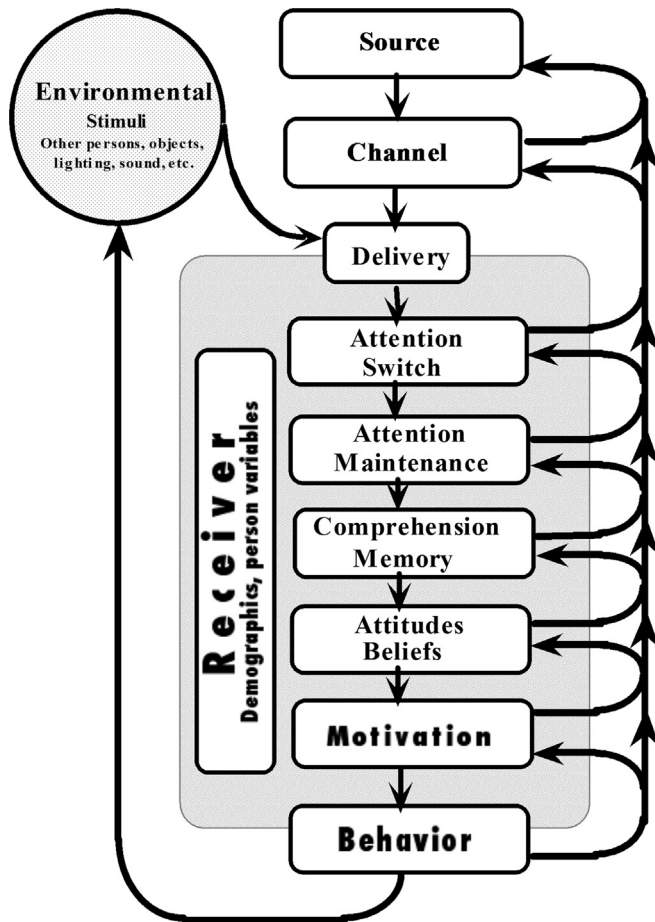 Source
Environmental
Stimuli
Other persons, objects,
lighting, sound, etc.
Channel
Delivery
Attention
Switch
Attention
Maintenance
Comprehension
Memory
Attitudes
Beliefs
Motivation
Behavior
Receiver
Demographics, person variables